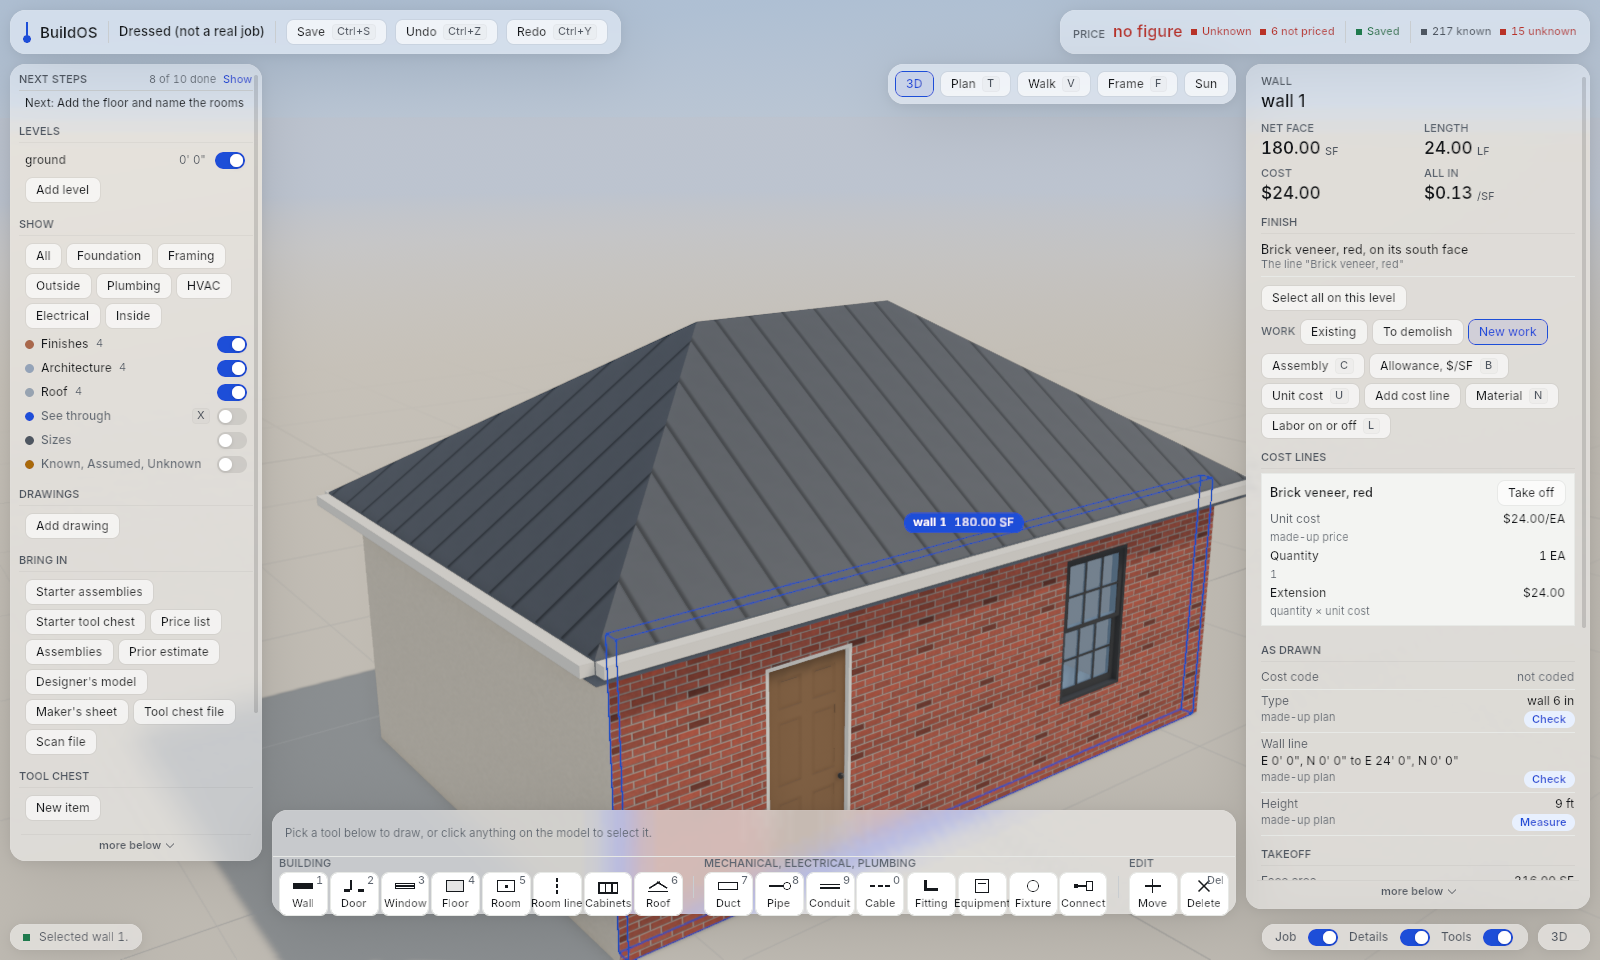 BuildOS
Dressed (not a real job)
Save Ctrl+S
Undo Ctrl+Z
Redo Ctrl+Y
PRICE no figure Unknown 6 not priced Saved 217 known 15 unknown
NEXT STEPS 8 of 10 done Show
Next: Add the floor and name the rooms
LEVELS
ground 0' 0"
Add level
SHOW
All Foundation Framing
Outside Plumbing HVAC
Electrical Inside
Finishes 4
Architecture 4
Roof 4
See through X
Sizes
Known, Assumed, Unknown
DRAWINGS
Add drawing
BRING IN
Starter assemblies
Starter tool chest Price list
Assemblies Prior estimate
Designer's model
Maker's sheet Tool chest file
Scan file
TOOL CHEST
New item
more below
3D Plan T Walk V Frame F Sun
wall 1 180.00 SF
Pick a tool below to draw, or click anything on the model to select it.
BUILDING
Wall 1
Door 2
Window 3
Floor 4
Room 5
Room line
Cabinets
Roof 6
MECHANICAL, ELECTRICAL, PLUMBING
Duct 7
Pipe 8
Conduit 9
Cable 0
Fitting
Equipment
Fixture
Connect
EDIT
Move
Delete Del
WALL
wall 1
NET FACE LENGTH
180.00 SF 24.00 LF
COST ALL IN
$24.00 $0.13 /SF
FINISH
Brick veneer, red, on its south face
The line "Brick veneer, red"
Select all on this level
WORK Existing To demolish New work
Assembly C Allowance, $/SF B
Unit cost U Add cost line Material N
Labor on or off L
COST LINES
Brick veneer, red Take off
Unit cost $24.00/EA
made-up price
Quantity 1 EA
1
Extension $24.00
quantity × unit cost
AS DRAWN
Cost code not coded
Type wall 6 in
made-up plan Check
Wall line
E 0' 0", N 0' 0" to E 24' 0", N 0' 0"
made-up plan Check
Height 9 ft
made-up plan Measure
TAKEOFF
Face area 216.00 SF
more below
Selected wall 1.
Job Details Tools 3D